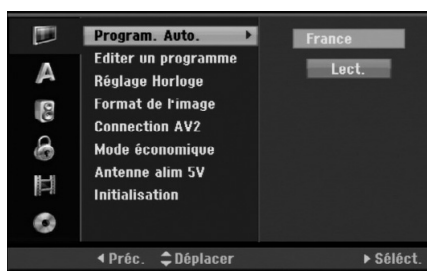 Program. Auto.
France
Editer un programme
Lect.
Réglage Horloge
Format de l'image
Connection AV2
Mode économique
Antenne alim 5V
Initialisation
Préc. Déplacer
Séléct.